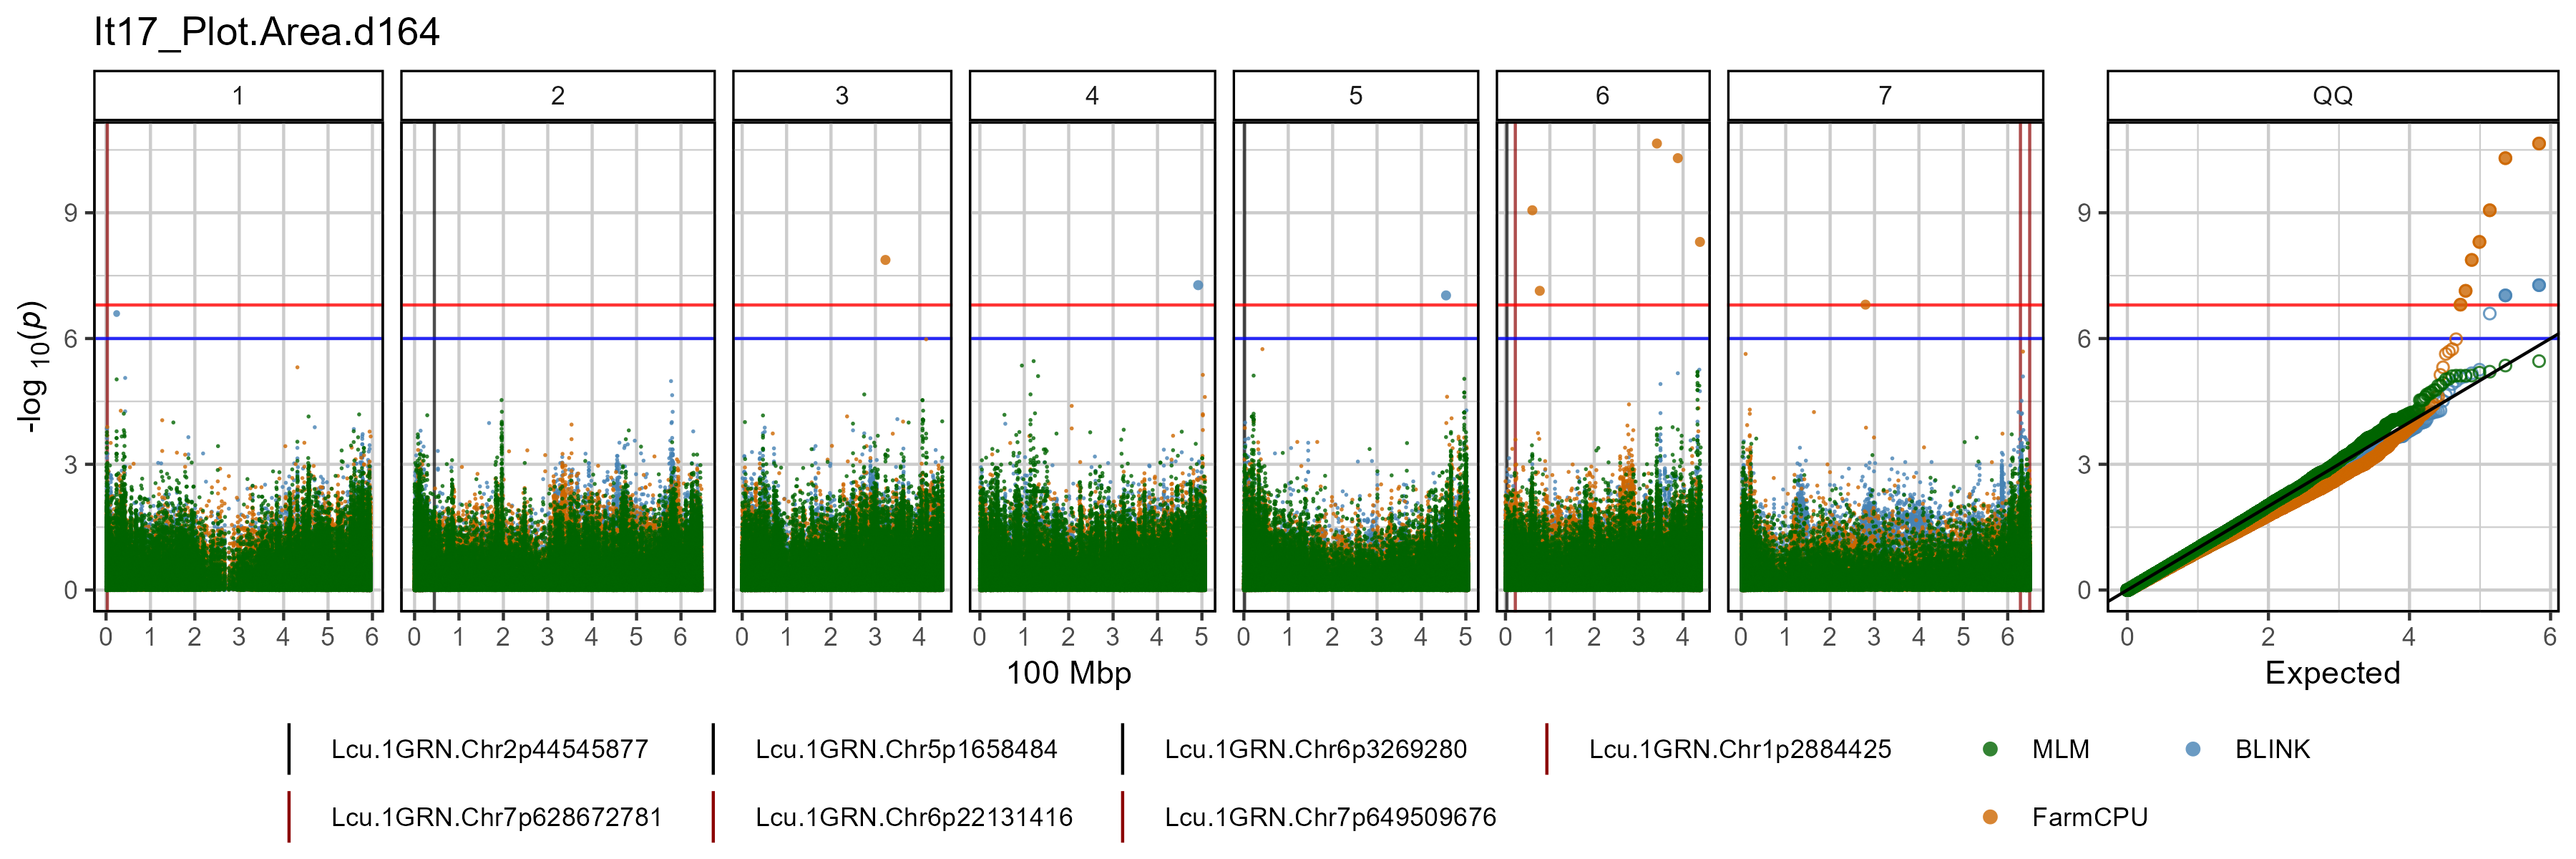 It17_Plot.Area.d164
1 2 3 4 5 6 7 QQ
-log 10(p)
9 9
6 6
3 3
0 0
0 1 2 3 4 5 6 0 1 2 3 4 5 6 0 1 2 3 4 0 1 2 3 4 5 0 1 2 3 4 5 0 1 2 3 4 0 1 2 3 4 5 6 0 2 4 6
100 Mbp Expected
Lcu.1GRN.Chr2p44545877 Lcu.1GRN.Chr5p1658484 Lcu.1GRN.Chr6p3269280 Lcu.1GRN.Chr1p2884425 MLM BLINK
Lcu.1GRN.Chr7p628672781 Lcu.1GRN.Chr6p22131416 Lcu.1GRN.Chr7p649509676 FarmCPU